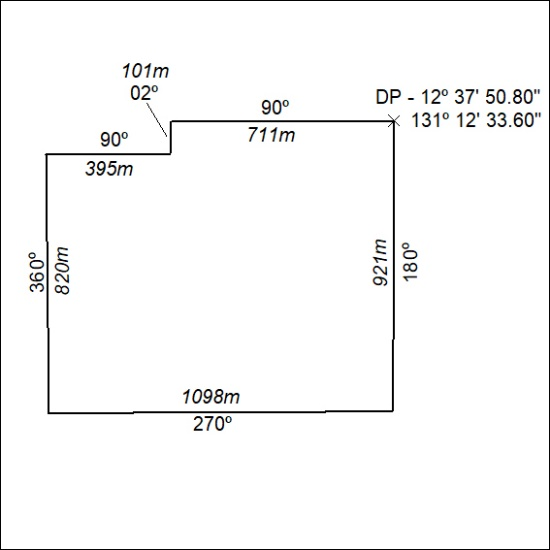 101m
02º
90º
DP - 12º 37' 50.80"
131º 12' 33.60"
711m
90º
395m
360º
820m
921m
180º
1098m
270º